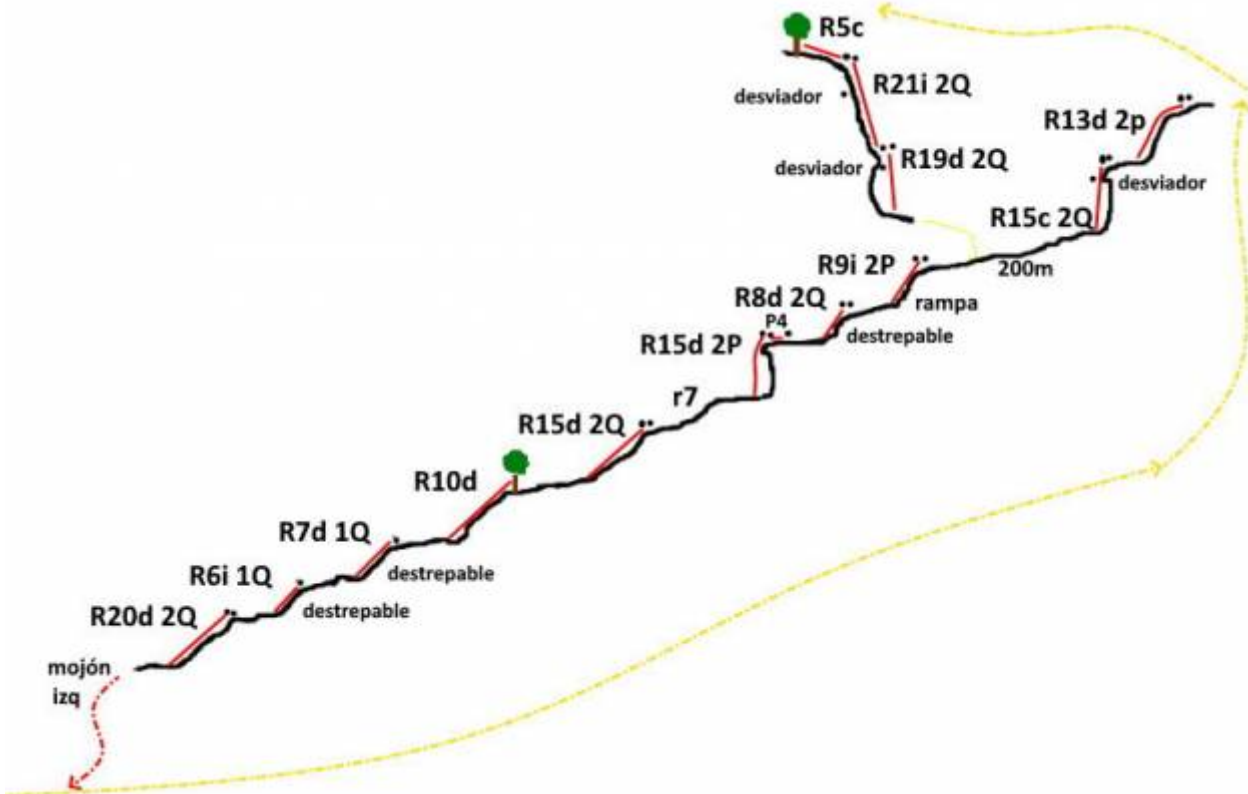 R5c
R21i 2Q
desviador
R13d 2p
R19d 2Q
desviador
desviador
R15c 2Q
R9i 2P
200m
R8d 2Q
rampa
P4
destrepable
R15d 2P
r7
R15d 2Q
R10d
R7d 1Q
destrepable
R6i 1Q
destrepable
R20d 2Q
mojón
izq